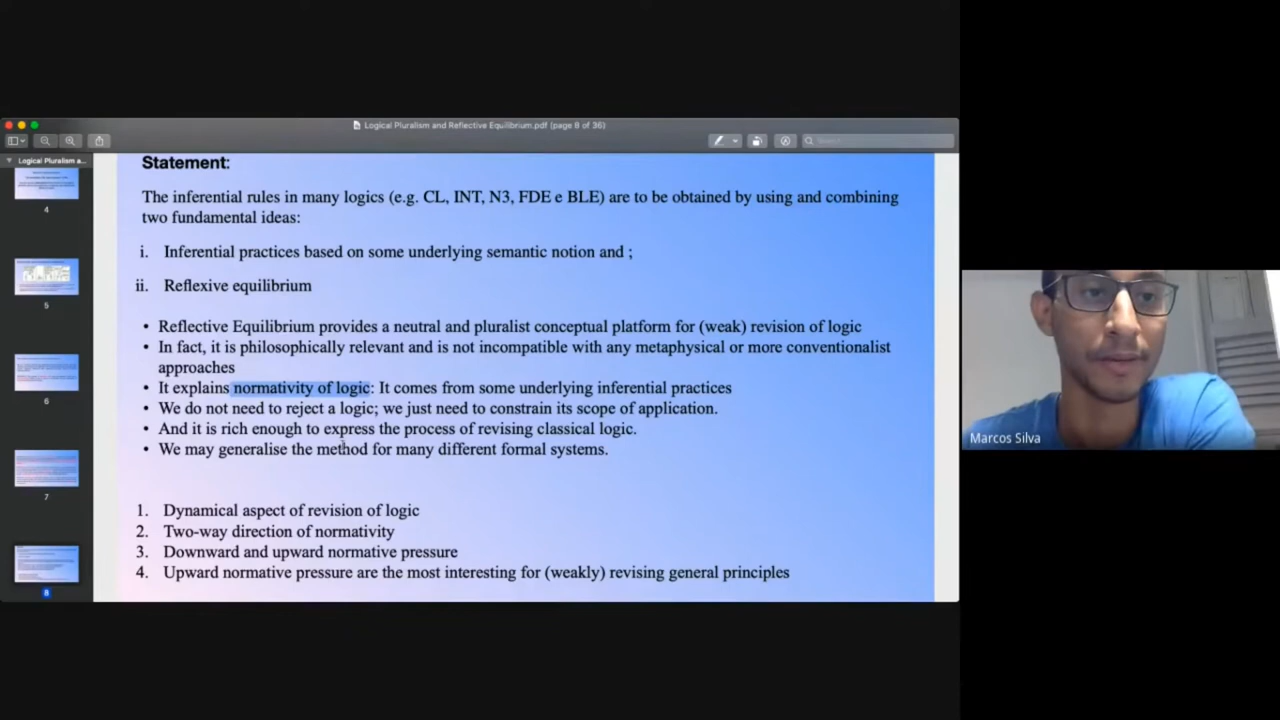 Logical Pluralism and Reflective Equilibrium.pdf (page 8 of 36)
Search
Logical Pluralism a...
4
5
6
7
8
Statement:
The inferential rules in many logics (e.g. CL, INT, N3, FDE e BLE) are to be obtained by using and combining
two fundamental ideas:
i. Inferential practices based on some underlying semantic notion and ;
ii. Reflexive equilibrium
• Reflective Equilibrium provides a neutral and pluralist conceptual platform for (weak) revision of logic
• In fact, it is philosophically relevant and is not incompatible with any metaphysical or more conventionalist
approaches
• It explains normativity of logic: It comes from some underlying inferential practices
• We do not need to reject a logic; we just need to constrain its scope of application.
• And it is rich enough to express the process of revising classical logic.
• We may generalise the method for many different formal systems.
1. Dynamical aspect of revision of logic
2. Two-way direction of normativity
3. Downward and upward normative pressure
4. Upward normative pressure are the most interesting for (weakly) revising general principles
Marcos Silva